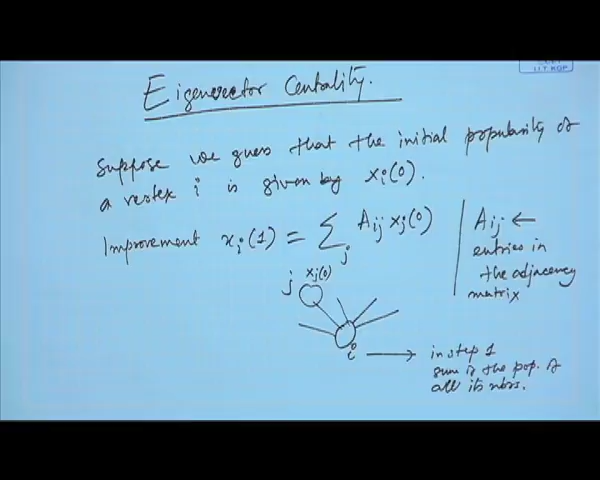 I.I.T. KGP
Eigenvector Centrality.
Suppose we guess that the initial popularity of
a vertex i is given by xi(0).
Improvement xi(1) = ∑j Aij xj(0)
Aij ←
entries in
the adjacency
matrix
j xj(0)
i → in step 1
sum is the pop. of
all its nbrs.